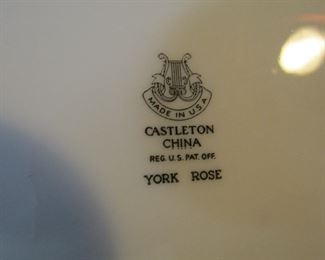 MADE IN U.S.A.
CASTLETON
CHINA
REG. U.S. PAT. OFF.
YORK ROSE